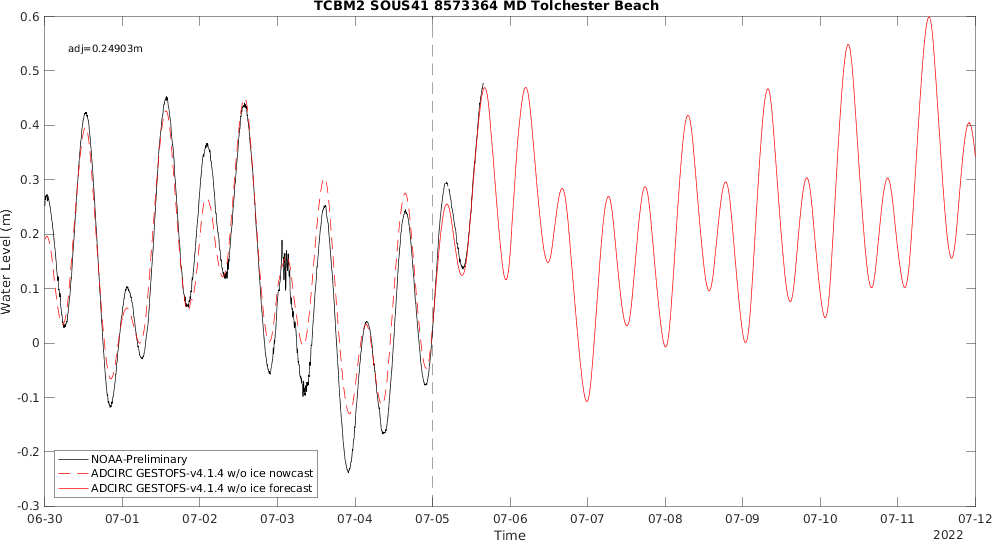 TCBM2 SOUS41 8573364 MD Tolchester Beach
adj=0.24903m
0.6
0.5
0.4
0.3
0.2
0.1
0
-0.1
-0.2
-0.3
Water Level (m)
NOAA-Preliminary
ADCIRC GESTOFS-v4.1.4 w/o ice nowcast
ADCIRC GESTOFS-v4.1.4 w/o ice forecast
06-30 07-01 07-02 07-03 07-04 07-05 07-06 07-07 07-08 07-09 07-10 07-11 07-12
Time
2022